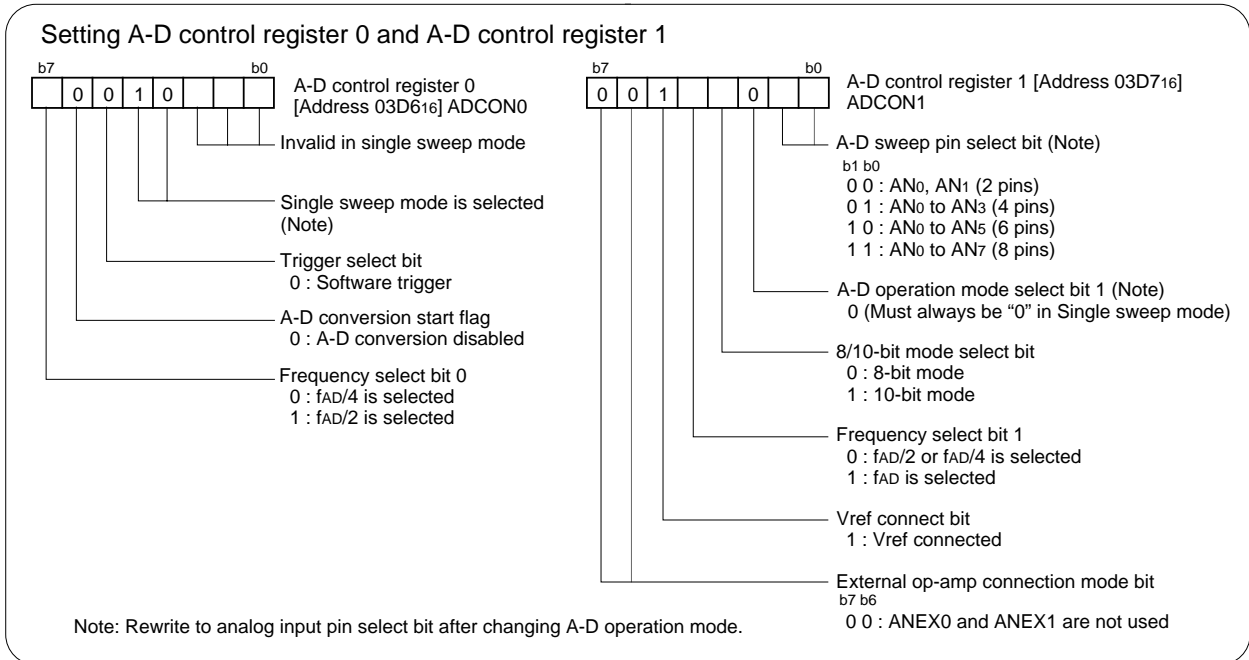 Setting A-D control register 0 and A-D control register 1
b7 b0
0 0 1 0
A-D control register 0
[Address 03D616] ADCON0
Invalid in single sweep mode
Single sweep mode is selected
(Note)
Trigger select bit
0 : Software trigger
A-D conversion start flag
0 : A-D conversion disabled
Frequency select bit 0
0 : fAD/4 is selected
1 : fAD/2 is selected
b7 b0
0 0 1 0
A-D control register 1 [Address 03D716]
ADCON1
A-D sweep pin select bit (Note)
b1 b0
0 0 : AN0, AN1 (2 pins)
0 1 : AN0 to AN3 (4 pins)
1 0 : AN0 to AN5 (6 pins)
1 1 : AN0 to AN7 (8 pins)
A-D operation mode select bit 1 (Note)
0 (Must always be “0” in Single sweep mode)
8/10-bit mode select bit
0 : 8-bit mode
1 : 10-bit mode
Frequency select bit 1
0 : fAD/2 or fAD/4 is selected
1 : fAD is selected
Vref connect bit
1 : Vref connected
External op-amp connection mode bit
b7 b6
0 0 : ANEX0 and ANEX1 are not used
Note: Rewrite to analog input pin select bit after changing A-D operation mode.